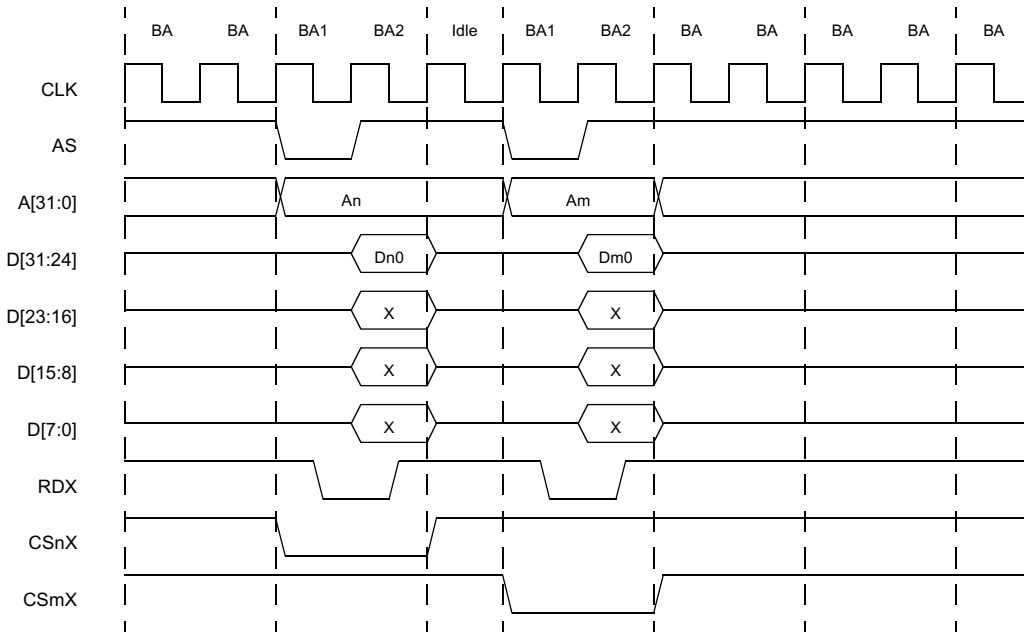 BA BA BA1 BA2 Idle BA1 BA2 BA BA BA BA BA
CLK
AS
A[31:0] An Am
D[31:24] Dn0 Dm0
D[23:16] X X
D[15:8] X X
D[7:0] X X
RDX
CSnX
CSmX